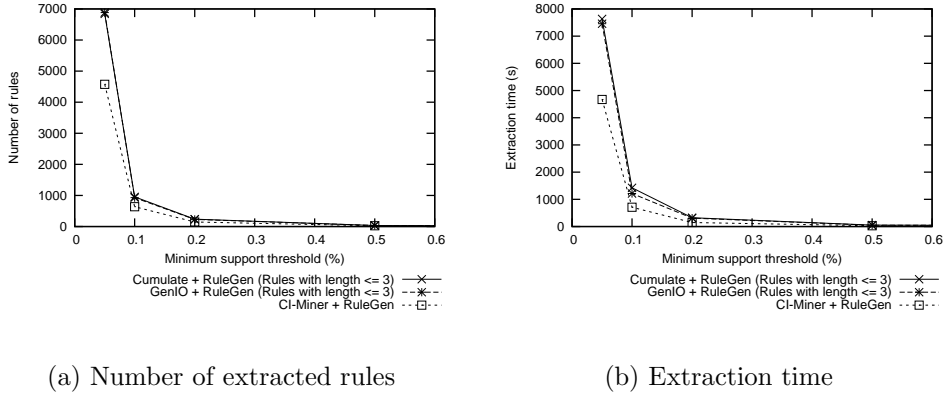 7000
6000
5000
4000
3000
2000
1000
0
Number of rules
0 0.1 0.2 0.3 0.4 0.5 0.6
Minimum support threshold (%)
Cumulate + RuleGen (Rules with length <= 3)
GenIO + RuleGen (Rules with length <= 3)
CI-Miner + RuleGen
(a) Number of extracted rules
8000
7000
6000
5000
4000
3000
2000
1000
0
Extraction time (s)
0 0.1 0.2 0.3 0.4 0.5 0.6
Minimum support threshold (%)
Cumulate + RuleGen (Rules with length <= 3)
GenIO + RuleGen (Rules with length <= 3)
CI-Miner + RuleGen
(b) Extraction time